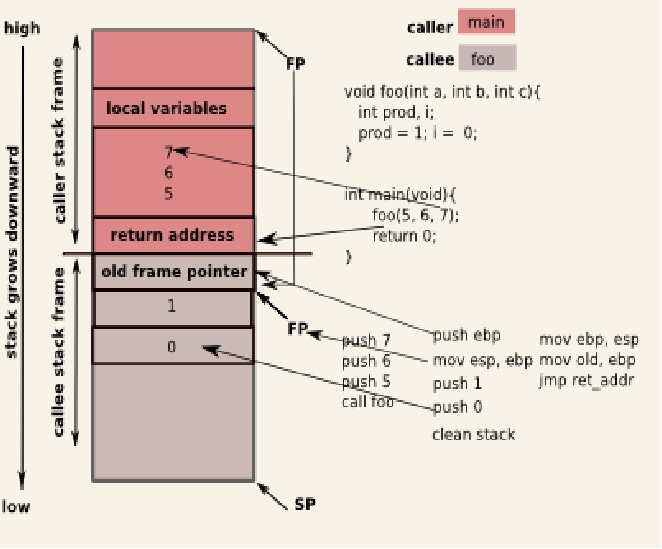 high
caller main
callee foo
FP
void foo(int a, int b, int c){
int prod, i;
prod = 1; i = 0;
}
local variables
7
6
5
int main(void){
foo(5, 6, 7);
return 0;
}
return address
old frame pointer
1
0
FP
caller stack frame
callee stack frame
stack grows downward
push 7
push 6
push 5
call foo
push ebp
mov esp, ebp
push 1
push 0
clean stack
mov ebp, esp
mov old, ebp
jmp ret_addr
SP
low